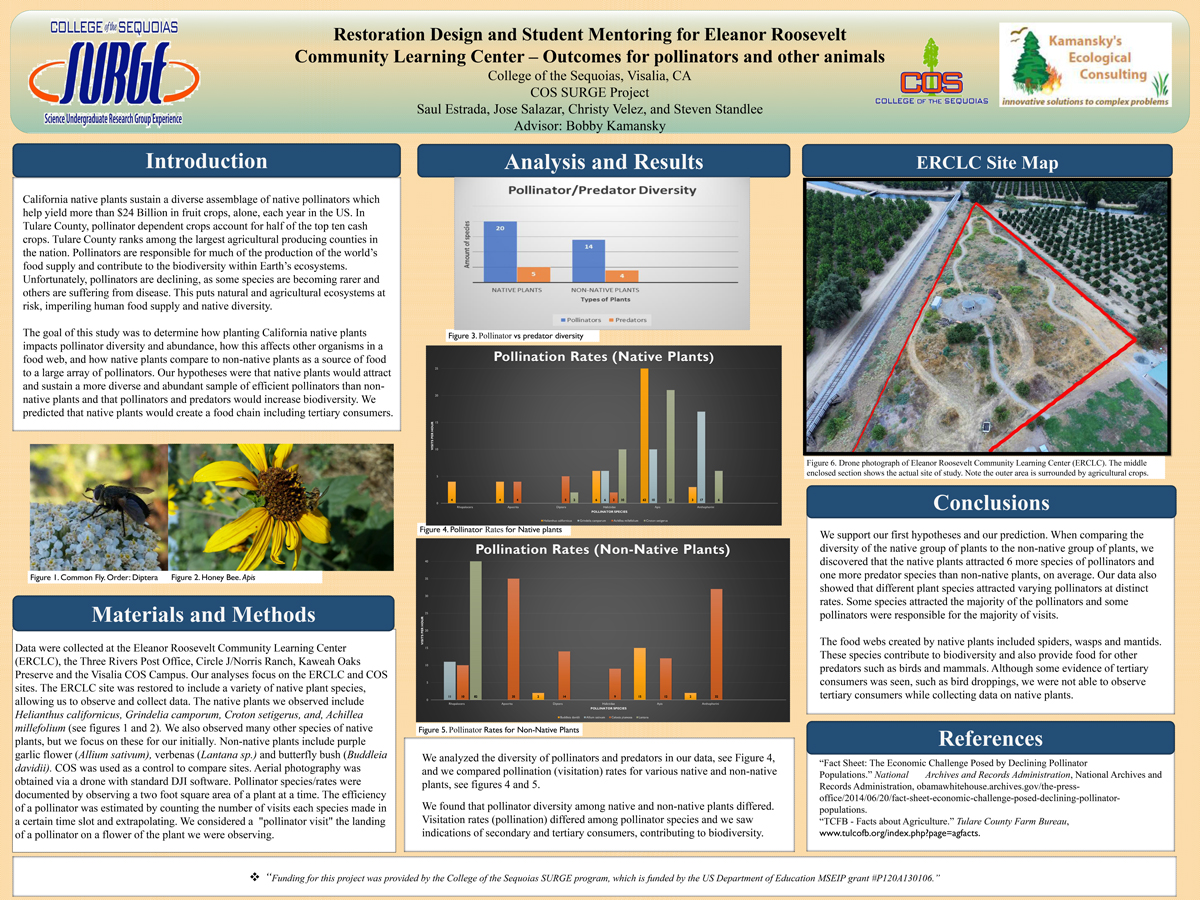 COLLEGE of the SEQUOIAS
SURGE
Science Undergraduate Research Group Experience
Restoration Design and Student Mentoring for Eleanor Roosevelt
Community Learning Center – Outcomes for pollinators and other animals
College of the Sequoias, Visalia, CA
COS SURGE Project
Saul Estrada, Jose Salazar, Christy Velez, and Steven Standlee
Advisor: Bobby Kamansky
COS
COLLEGE OF THE SEQUOIAS
Kamansky's
Ecological
Consulting
innovative solutions to complex problems
Introduction
California native plants sustain a diverse assemblage of native pollinators which
help yield more than $24 Billion in fruit crops, alone, each year in the US. In
Tulare County, pollinator dependent crops account for half of the top ten cash
crops. Tulare County ranks among the largest agricultural producing counties in
the nation. Pollinators are responsible for much of the production of the world's
food supply and contribute to the biodiversity within Earth's ecosystems.
Unfortunately, pollinators are declining, as some species are becoming rarer and
others are suffering from disease. This puts natural and agricultural ecosystems at
risk, imperiling human food supply and native diversity.
The goal of this study was to determine how planting California native plants
impacts pollinator diversity and abundance, how this affects other organisms in a
food web, and how native plants compare to non-native plants as a source of food
to a large array of pollinators. Our hypotheses were that native plants would attract
and sustain a more diverse and abundant sample of efficient pollinators than non-
native plants and that pollinators and predators would increase biodiversity. We
predicted that native plants would create a food chain including tertiary consumers.
Figure 1. Common Fly. Order: Diptera
Figure 2. Honey Bee. Apis
Materials and Methods
Data were collected at the Eleanor Roosevelt Community Learning Center
(ERCLC), the Three Rivers Post Office, Circle J/Norris Ranch, Kaweah Oaks
Preserve and the Visalia COS Campus. Our analyses focus on the ERCLC and COS
sites. The ERCLC site was restored to include a variety of native plant species,
allowing us to observe and collect data. The native plants we observed include
Helianthus californicus, Grindelia camporum, Croton setigerus, and, Achillea
millefolium (see figures 1 and 2). We also observed many other species of native
plants, but we focus on these for our initially. Non-native plants include purple
garlic flower (Allium sativum), verbenas (Lantana sp.) and butterfly bush (Buddleia
davidii). COS was used as a control to compare sites. Aerial photography was
obtained via a drone with standard DJI software. Pollinator species/rates were
documented by observing a two foot square area of a plant at a time. The efficiency
of a pollinator was estimated by counting the number of visits each species made in
a certain time slot and extrapolating. We considered a "pollinator visit" the landing
of a pollinator on a flower of the plant we were observing.
Analysis and Results
Pollinator/Predator Diversity
Amount of species
20
5
14
4
NATIVE PLANTS
NON-NATIVE PLANTS
Types of Plants
Pollinators
Predators
Figure 3. Pollinator vs predator diversity
Pollination Rates (Native Plants)
VISITS PER HOUR
POLLINATOR SPECIES
Figure 4. Pollinator Rates for Native plants
Pollination Rates (Non-Native Plants)
VISITS PER HOUR
POLLINATOR SPECIES
Figure 5. Pollinator Rates for Non-Native Plants
We analyzed the diversity of pollinators and predators in our data, see Figure 4,
and we compared pollination (visitation) rates for various native and non-native
plants, see figures 4 and 5.
We found that pollinator diversity among native and non-native plants differed.
Visitation rates (pollination) differed among pollinator species and we saw
indications of secondary and tertiary consumers, contributing to biodiversity.
ERCLC Site Map
Figure 6. Drone photograph of Eleanor Roosevelt Community Learning Center (ERCLC). The middle
enclosed section shows the actual site of study. Note the outer area is surrounded by agricultural crops.
Conclusions
We support our first hypotheses and our prediction. When comparing the
diversity of the native group of plants to the non-native group of plants, we
discovered that the native plants attracted 6 more species of pollinators and
one more predator species than non-native plants, on average. Our data also
showed that different plant species attracted varying pollinators at distinct
rates. Some species attracted the majority of the pollinators and some
pollinators were responsible for the majority of visits.
The food webs created by native plants included spiders, wasps and mantids.
These species contribute to biodiversity and also provide food for other
predators such as birds and mammals. Although some evidence of tertiary
consumers was seen, such as bird droppings, we were not able to observe
tertiary consumers while collecting data on native plants.
References
"Fact Sheet: The Economic Challenge Posed by Declining Pollinator
Populations." National Archives and Records Administration, National Archives and
Records Administration, obamawhitehouse.archives.gov/the-press-
office/2014/06/20/fact-sheet-economic-challenge-posed-declining-pollinator-
populations.
"TCFB - Facts about Agriculture." Tulare County Farm Bureau,
www.tulcofb.org/index.php?page=agfacts.
❖ "Funding for this project was provided by the College of the Sequoias SURGE program, which is funded by the US Department of Education MSEIP grant #P120A130106."